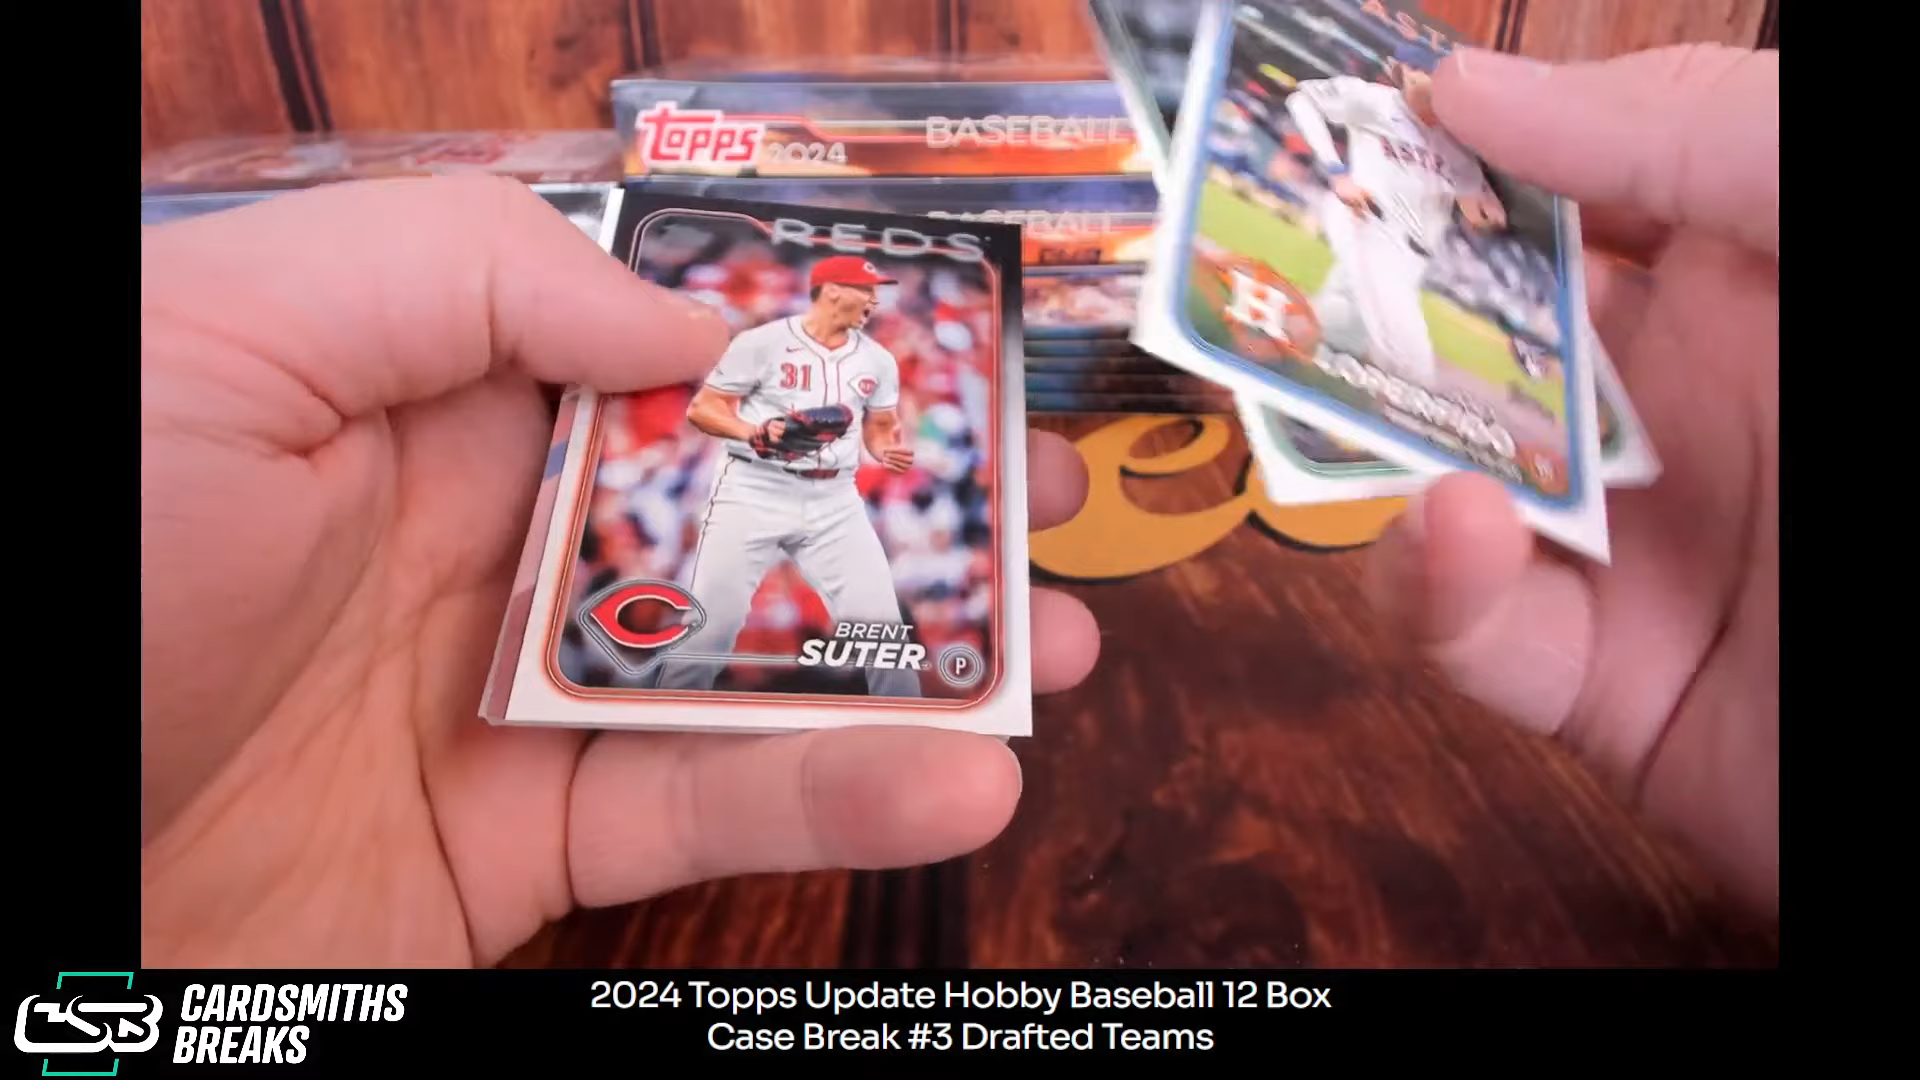 TOPPS 2024
BASEBALL
BASEBALL
REDS
31
BRENT
SUTER
P
H
CSB
CARDSMITHS
BREAKS
2024 Topps Update Hobby Baseball 12 Box
Case Break #3 Drafted Teams